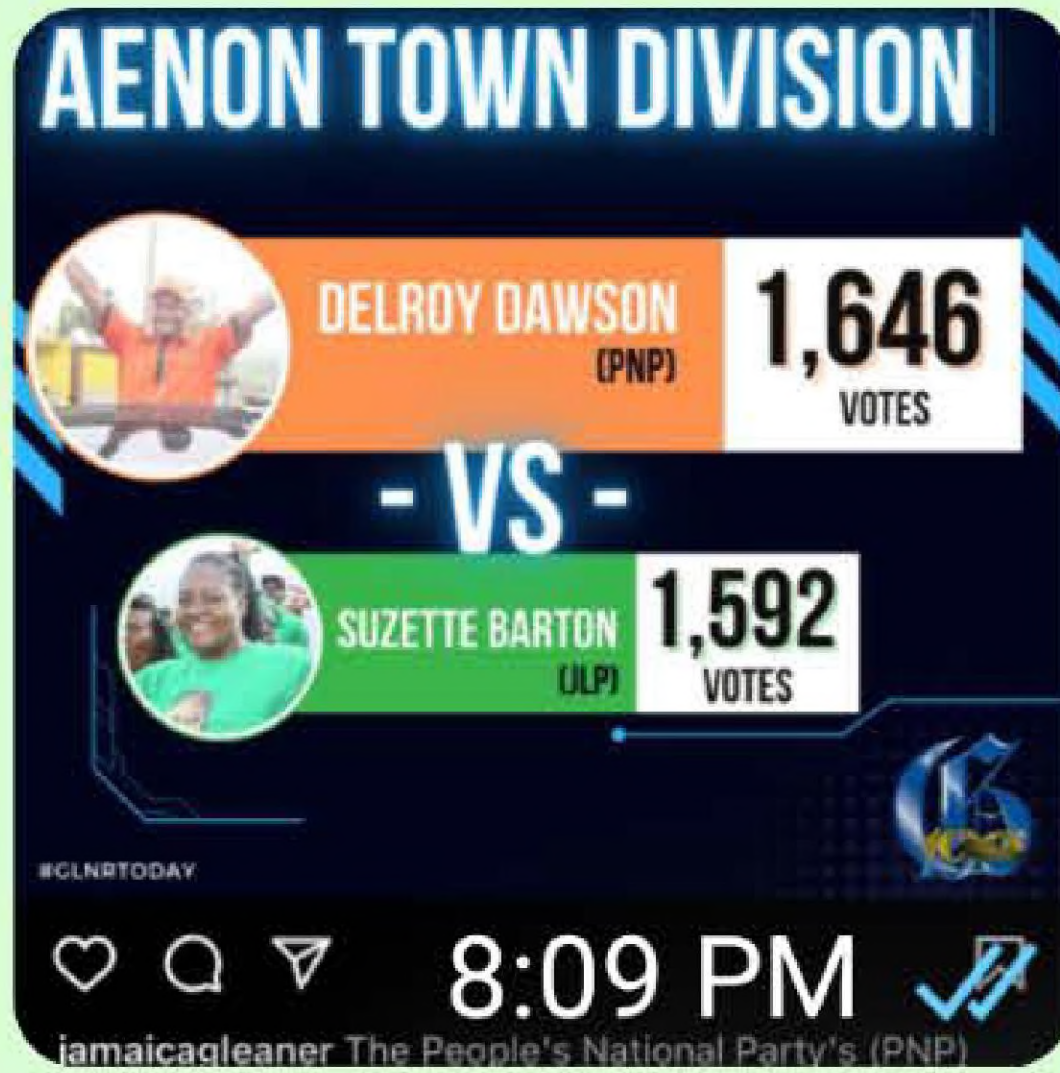 AENON TOWN DIVISION
DELROY DAWSON
(PNP)
1,646
VOTES
- VS -
SUZETTE BARTON
(JLP)
1,592
VOTES
#GLNRTODAY
8:09 PM
jamaicagleaner The People's National Party's (PNP)